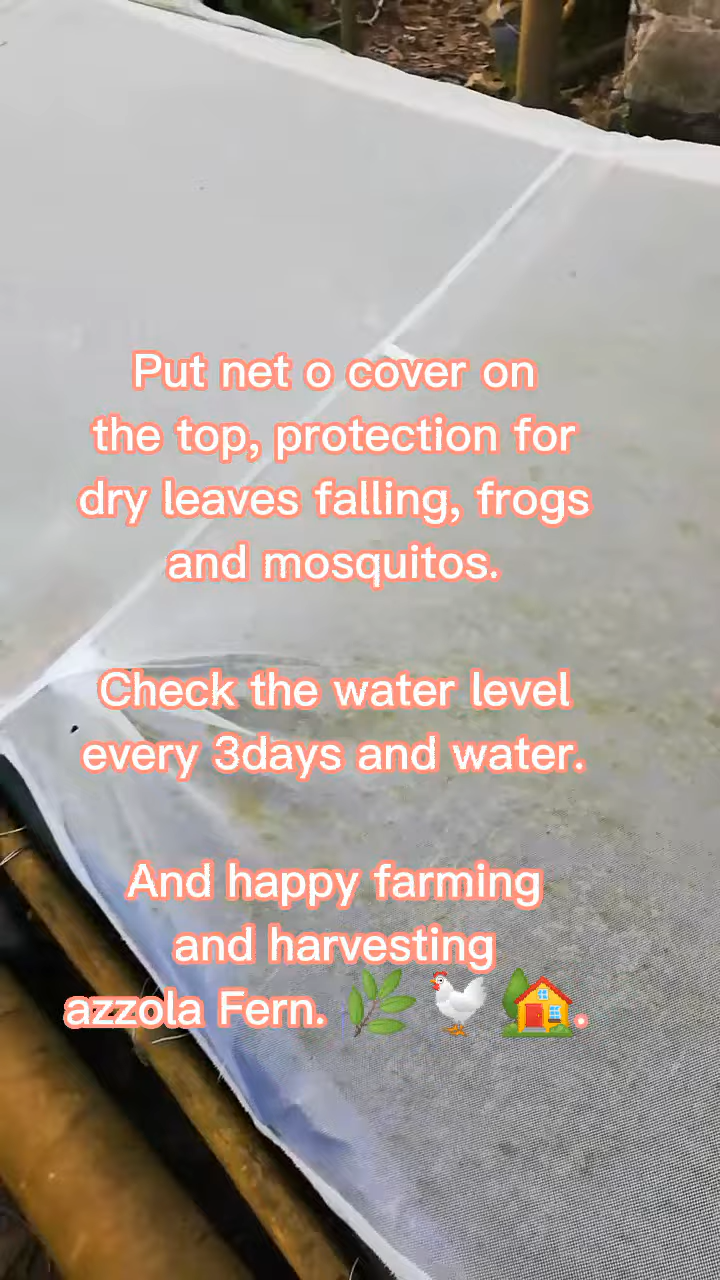 Put net o cover on
the top, protection for
dry leaves falling, frogs
and mosquitos.
Check the water level
every 3days and water.
And happy farming
and harvesting
azzola Fern. 🌿 🐓 🏡.